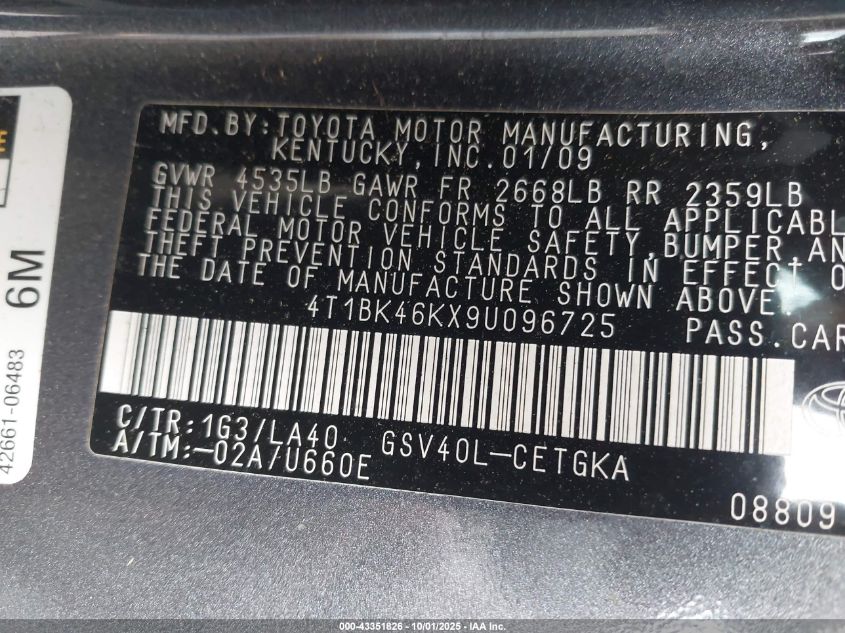 MFD.BY:TOYOTA MOTOR MANUFACTURING,
KENTUCKY,INC.01/09
GVWR 4535LB GAWR FR 2668LB RR 2359LB
THIS VEHICLE CONFORMS TO ALL APPLICABL
FEDERAL MOTOR VEHICLE SAFETY,BUMPER,AN
THEFT PREVENTION STANDARDS IN EFFECT O
THE DATE OF MANUFACTURE SHOWN ABOVE.
4T1BK46KX9U096725 PASS.CAR
C/TR:1G3/LA40 GSV40L-CETGKA
A/TM:-02A/U660E
08809
6M
42661-06483
000-43351826 - 10/01/2025 - IAA Inc.